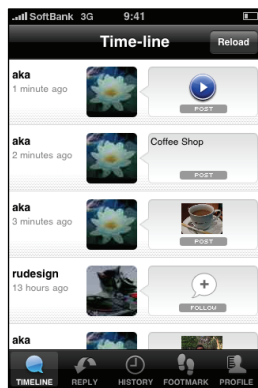 SoftBank 3G 9:41
Time-line Reload
aka
1 minute ago
POST
aka
2 minutes ago
Coffee Shop
POST
aka
3 minutes ago
POST
rudesign
13 hours ago
FOLLOW
aka
TIMELINE REPLY HISTORY FOOTMARK PROFILE